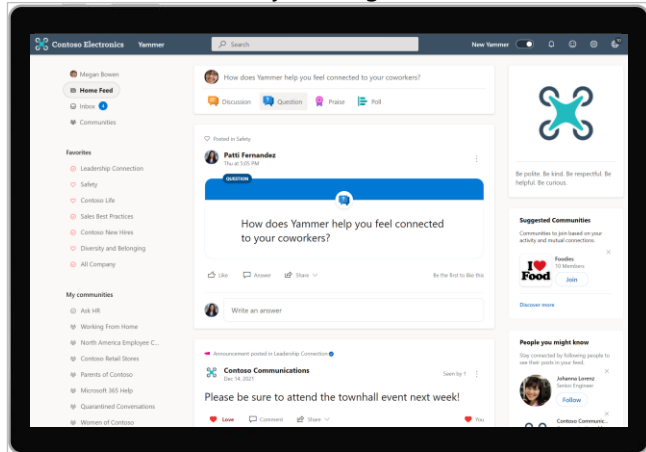 Contoso Electronics Yammer
Search
New Yammer
Megan Bowen
Home Feed
Inbox
Communities
Favorites
Leadership Connection
Safety
Contoso Life
Sales Best Practices
Contoso New Hires
Diversity and Belonging
All Company
My communities
Ask HR
Working From Home
North America Employee C...
Contoso Retail Stores
Parents of Contoso
Microsoft 365 Help
Quarantined Conversations
Women of Contoso
How does Yammer help you feel connected to your coworkers?
Discussion Question Praise Poll
Posted in Safety
Patti Fernandez
Thu at 5:05 PM
QUESTION
How does Yammer help you feel connected
to your coworkers?
Like Answer Share
Be the first to like this
Write an answer
Announcement posted in Leadership Connection
Contoso Communications
Dec 14, 2021
Seen by 1
Please be sure to attend the townhall event next week!
Love Comment Share
You
Be polite. Be kind. Be respectful. Be
helpful. Be curious.
Suggested Communities
Communities to join based on your
activity and mutual connections.
I Food
Foodies
10 Members
Join
Discover more
People you might know
Stay connected by following people to
see their posts in your feed.
Johanna Lorenz
Senior Engineer
Follow
Contoso Communic...